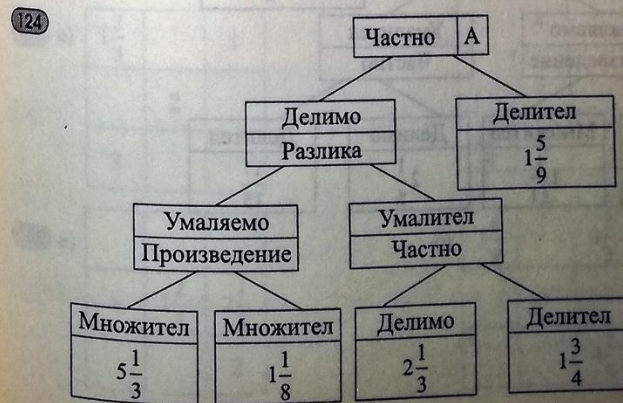 124
Частно A
Делимо
Разлика
Делител
1 5/9
Умаляемо
Произведение
Умалител
Частно
Множител
5 1/3
Множител
1 1/8
Делимо
2 1/3
Делител
1 3/4